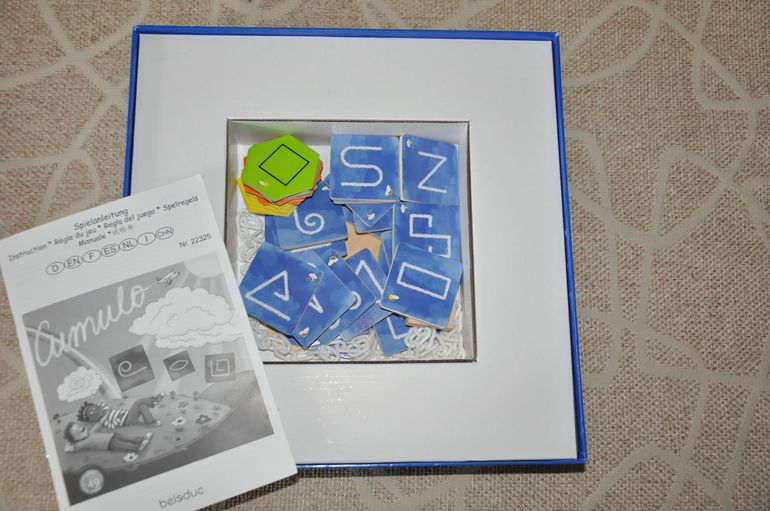 Spielanleitung
Instruction * Règle du jeu * Regla del juego * Spelregels
Manuale * 说明书
D EN F ES NL I CHN
Nr. 22325
Cumulo
49
beleduc
S Z